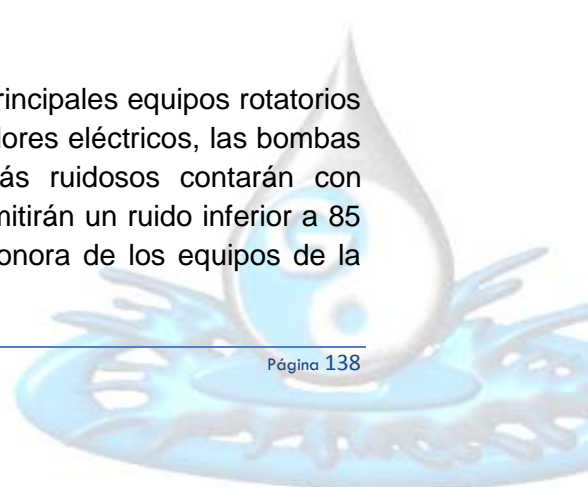 rincipales equipos rotatorios
lores eléctricos, las bombas
ás ruidosos contarán con
mitirán un ruido inferior a 85
onora de los equipos de la
Página 138